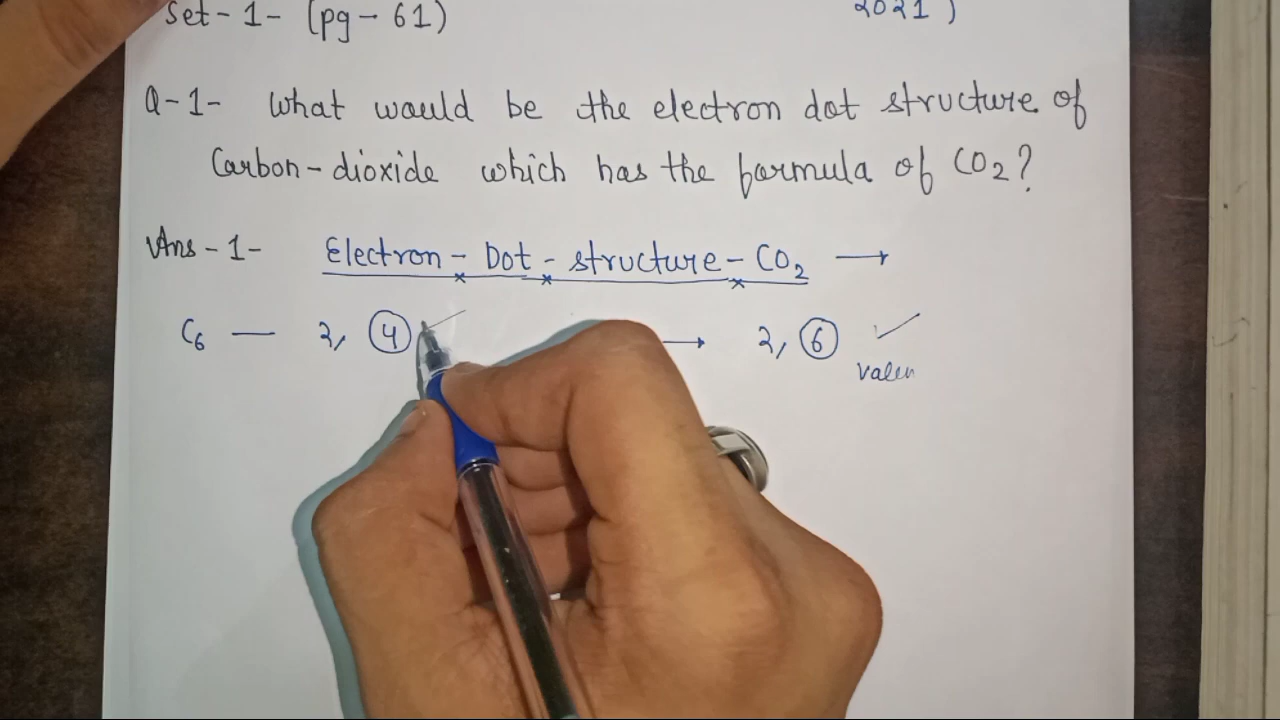 Set-1- (pg-61) 2021)
Q-1- What would be the electron dot structure of
Carbon-dioxide which has the formula of CO₂?
Ans-1- Electron-Dot-structure-CO₂ →
C₆ — 2, 4 → 2, 6
Valen